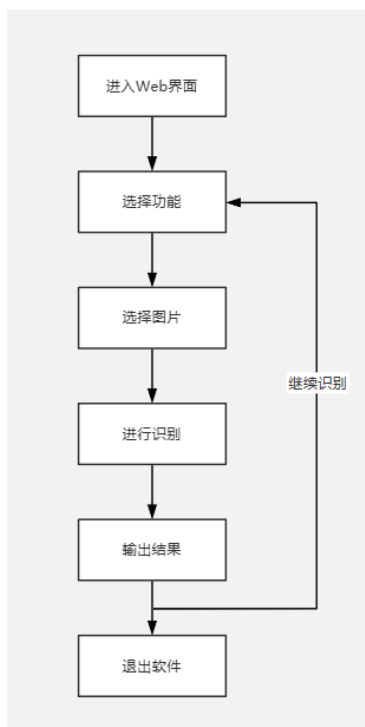 进入Web界面
选择功能
选择图片
继续识别
进行识别
输出结果
退出软件